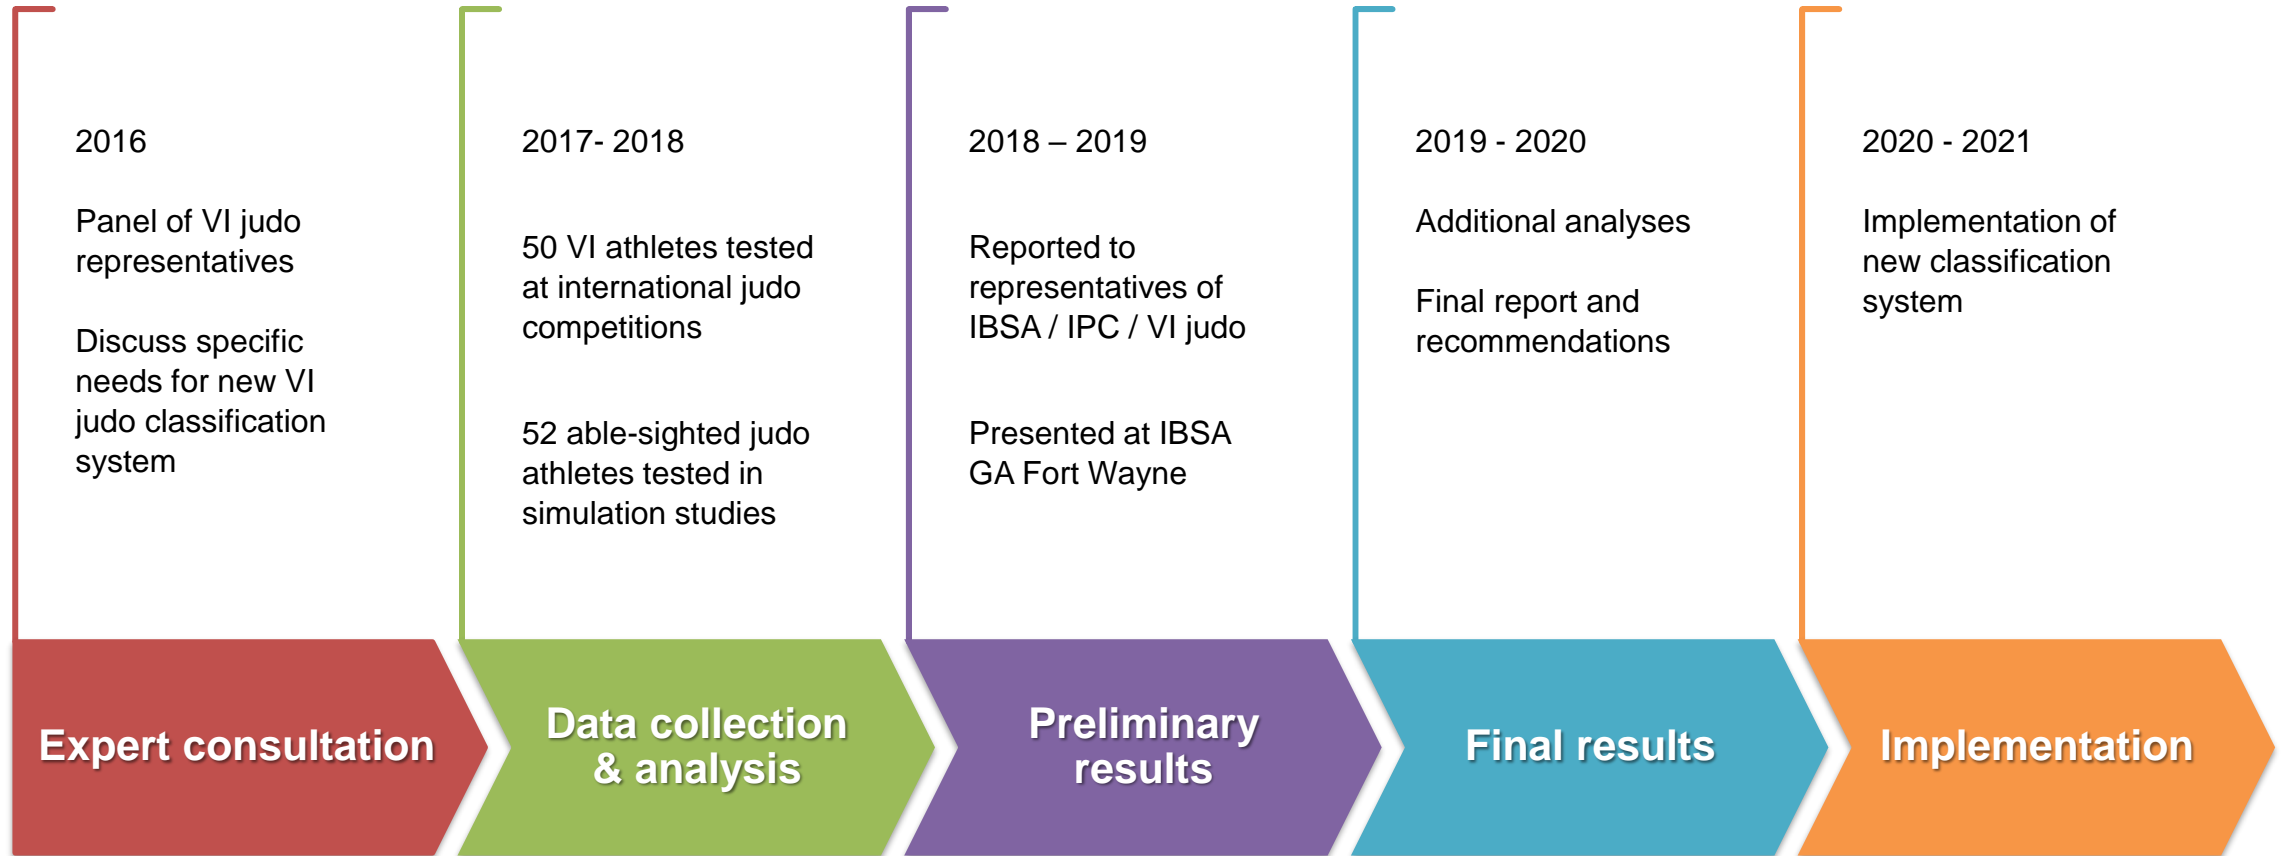 2016
Panel of VI judo
representatives
Discuss specific
needs for new VI
judo classification
system
Expert consultation
2017- 2018
50 VI athletes tested
at international judo
competitions
52 able-sighted judo
athletes tested in
simulation studies
Data collection
& analysis
2018 – 2019
Reported to
representatives of
IBSA / IPC / VI judo
Presented at IBSA
GA Fort Wayne
Preliminary
results
2019 - 2020
Additional analyses
Final report and
recommendations
Final results
2020 - 2021
Implementation of
new classification
system
Implementation